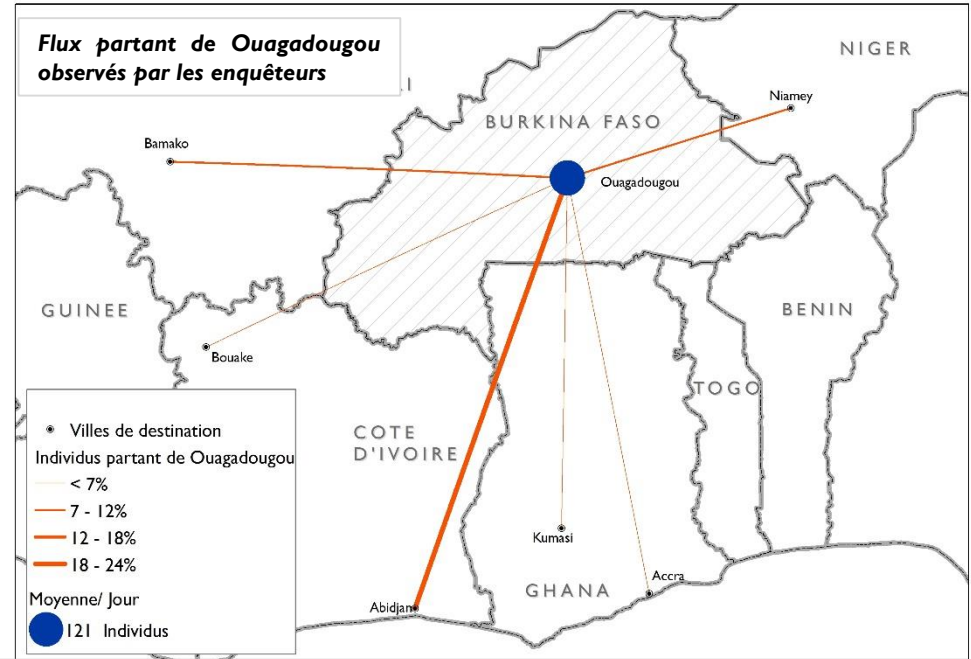 Flux partant de Ouagadougou
observés par les enquêteurs
NIGER
Niamey
BURKINA FASO
Bamako
Ouagadougou
GUINEE
BENIN
Bouake
TOGO
COTE
D'IVOIRE
Kumasi
Accra
GHANA
Abidjan
Villes de destination
Individus partant de Ouagadougou
< 7%
7 - 12%
12 - 18%
18 - 24%
Moyenne/ Jour
121 Individus